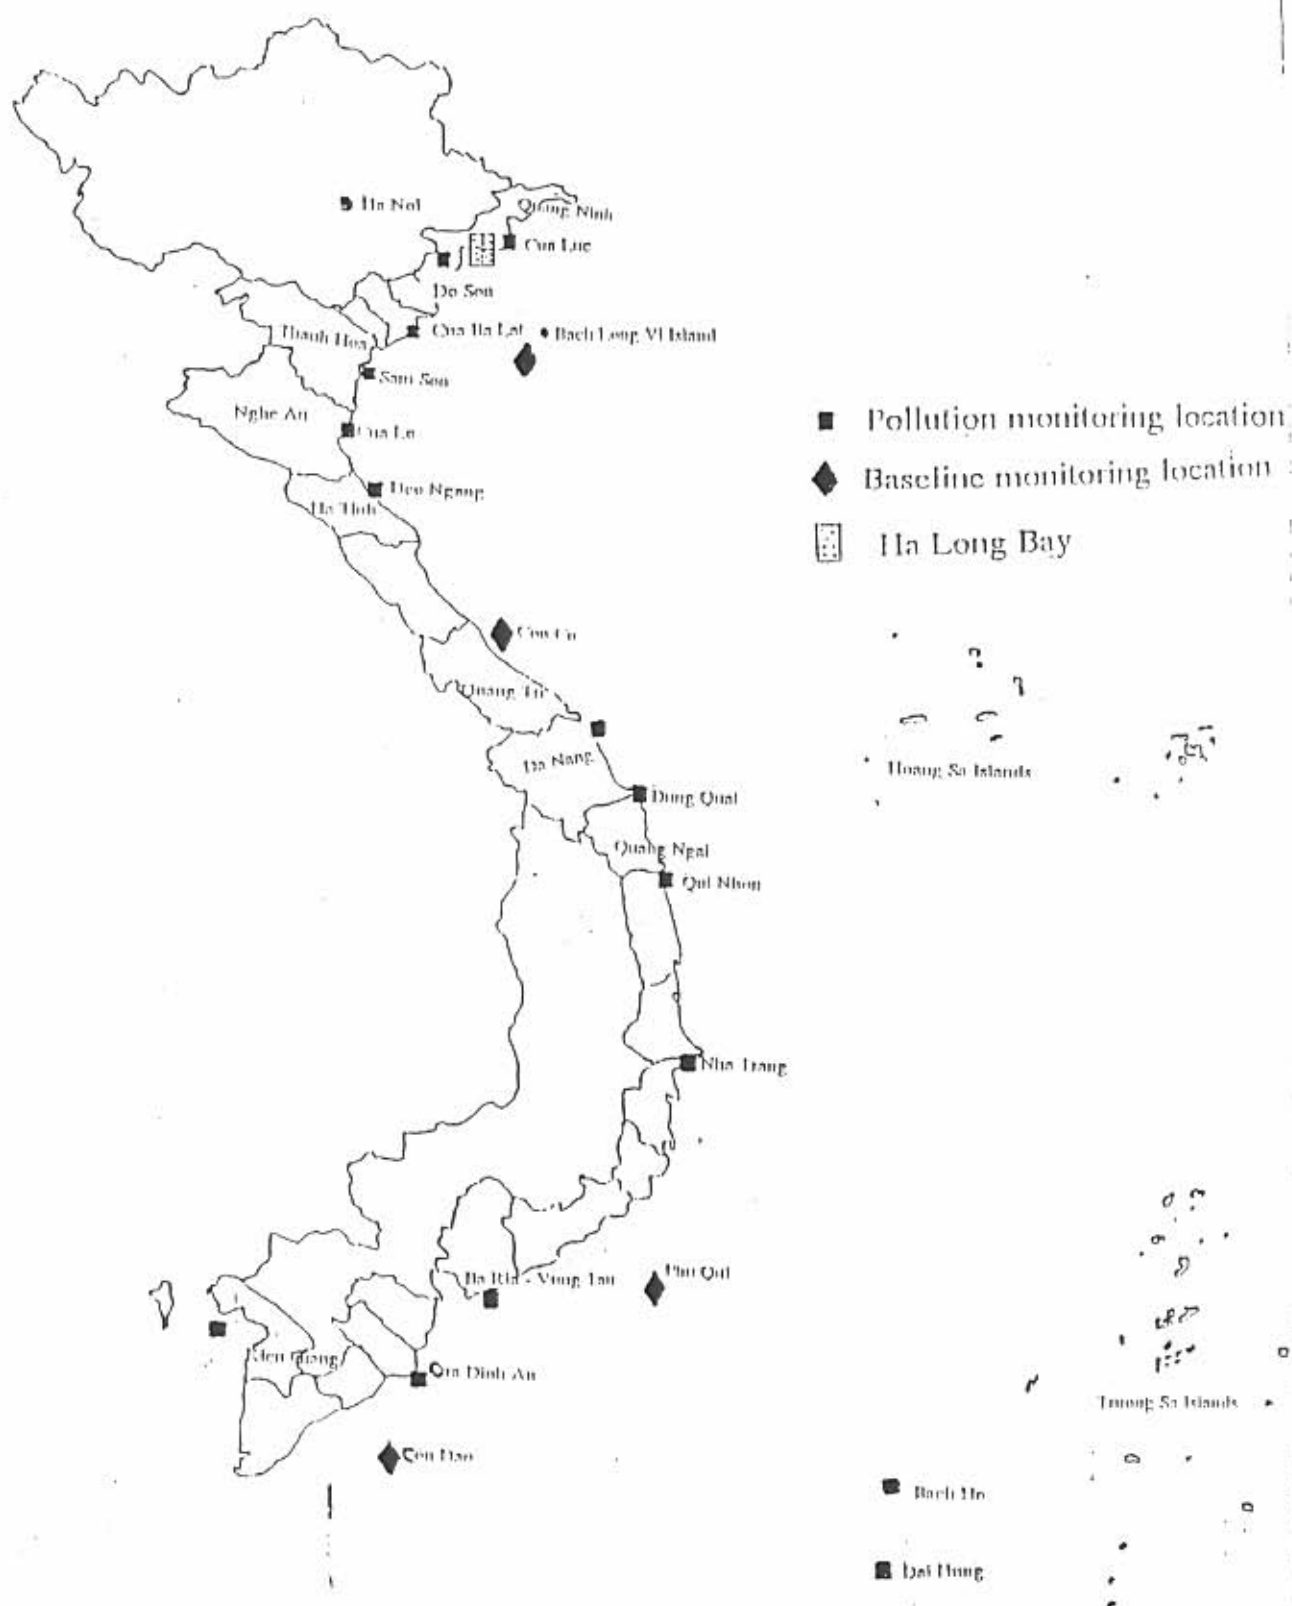 Ha Noi
Quang Ninh
Cua Luc
Do Son
Cua Ba Lat
Bach Long VI Island
Thanh Hoa
Sam Son
Nghe An
Cua Lo
Deo Ngang
Ha Tinh
Pollution monitoring location
Baseline monitoring location
Ha Long Bay
Con Co
Quang Tri
Da Nang
Hoang Sa Islands
Dung Quat
Quang Ngai
Qui Nhon
Nha Trang
Ba Ria - Vung Tau
Phu Qui
Kien Giang
Cua Dinh An
Truong Sa Islands
Con Dao
Bach Ho
Dai Hung